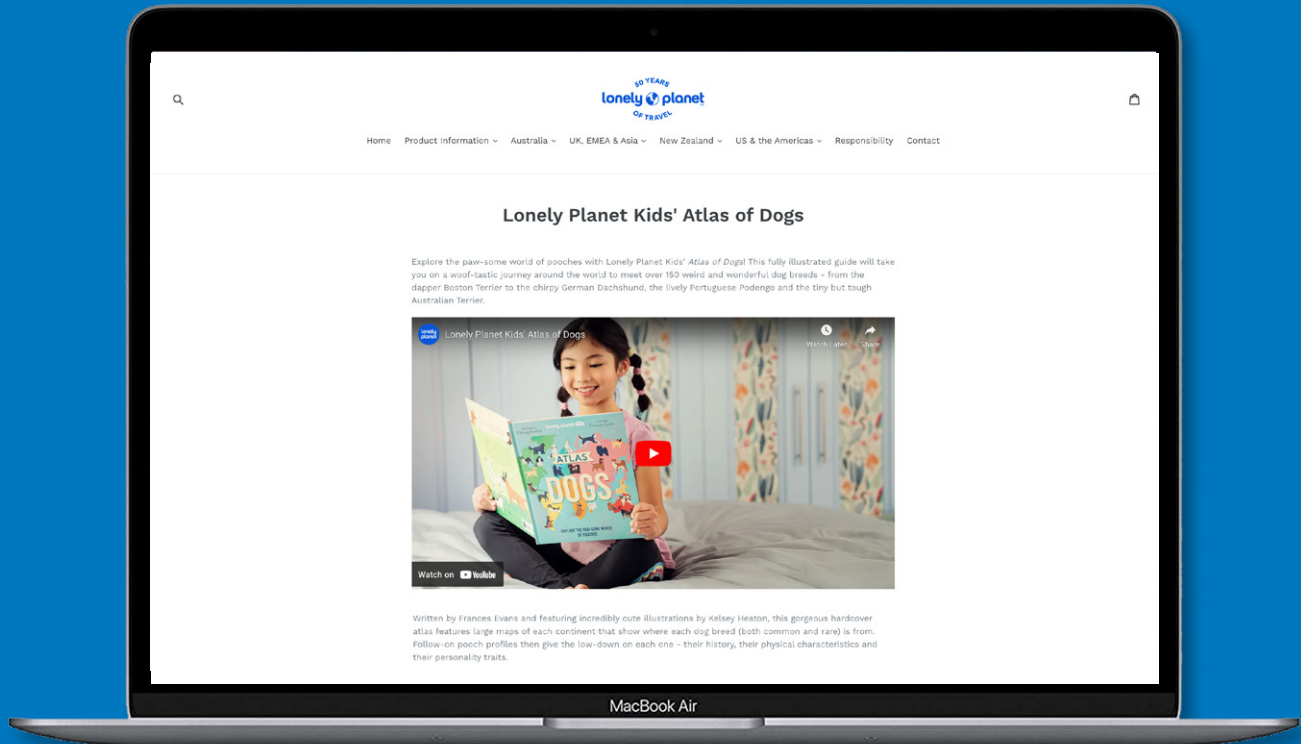 50 YEARS
lonely planet
OF TRAVEL
Home Product Information Australia UK, EMEA & Asia New Zealand US & the Americas Responsibility Contact
Lonely Planet Kids' Atlas of Dogs
Explore the paw-some world of pooches with Lonely Planet Kids' Atlas of Dogs! This fully illustrated guide will take
you on a woof-tastic journey around the world to meet over 150 weird and wonderful dog breeds - from the
dapper Boston Terrier to the chirpy German Dachshund, the lively Portuguese Podengo and the tiny but tough
Australian Terrier.
lonely planet
Lonely Planet Kids' Atlas of Dogs
Watch Later Share
lonely planet
ATLAS
DOGS
Watch on YouTube
Written by Frances Evans and featuring incredibly cute illustrations by Kelsey Heaton, this gorgeous hardcover
atlas features large maps of each continent that show where each dog breed (both common and rare) is from.
Follow-on pooch profiles then give the low-down on each one - their history, their physical characteristics and
their personality traits.
MacBook Air